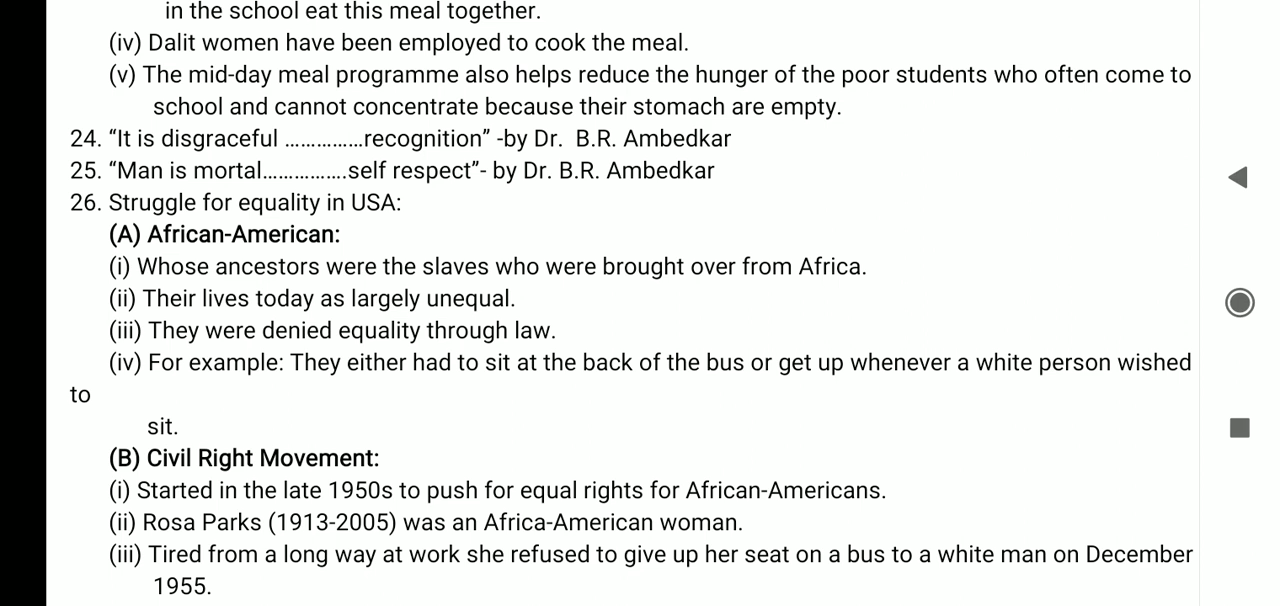 in the school eat this meal together.
(iv) Dalit women have been employed to cook the meal.
(v) The mid-day meal programme also helps reduce the hunger of the poor students who often come to
school and cannot concentrate because their stomach are empty.
24. “It is disgraceful ..............recognition” -by Dr.  B.R. Ambedkar
25. “Man is mortal................self respect”- by Dr. B.R. Ambedkar
26. Struggle for equality in USA:
(A) African-American:
(i) Whose ancestors were the slaves who were brought over from Africa.
(ii) Their lives today as largely unequal.
(iii) They were denied equality through law.
(iv) For example: They either had to sit at the back of the bus or get up whenever a white person wished
to
sit.
(B) Civil Right Movement:
(i) Started in the late 1950s to push for equal rights for African-Americans.
(ii) Rosa Parks (1913-2005) was an Africa-American woman.
(iii) Tired from a long way at work she refused to give up her seat on a bus to a white man on December
1955.